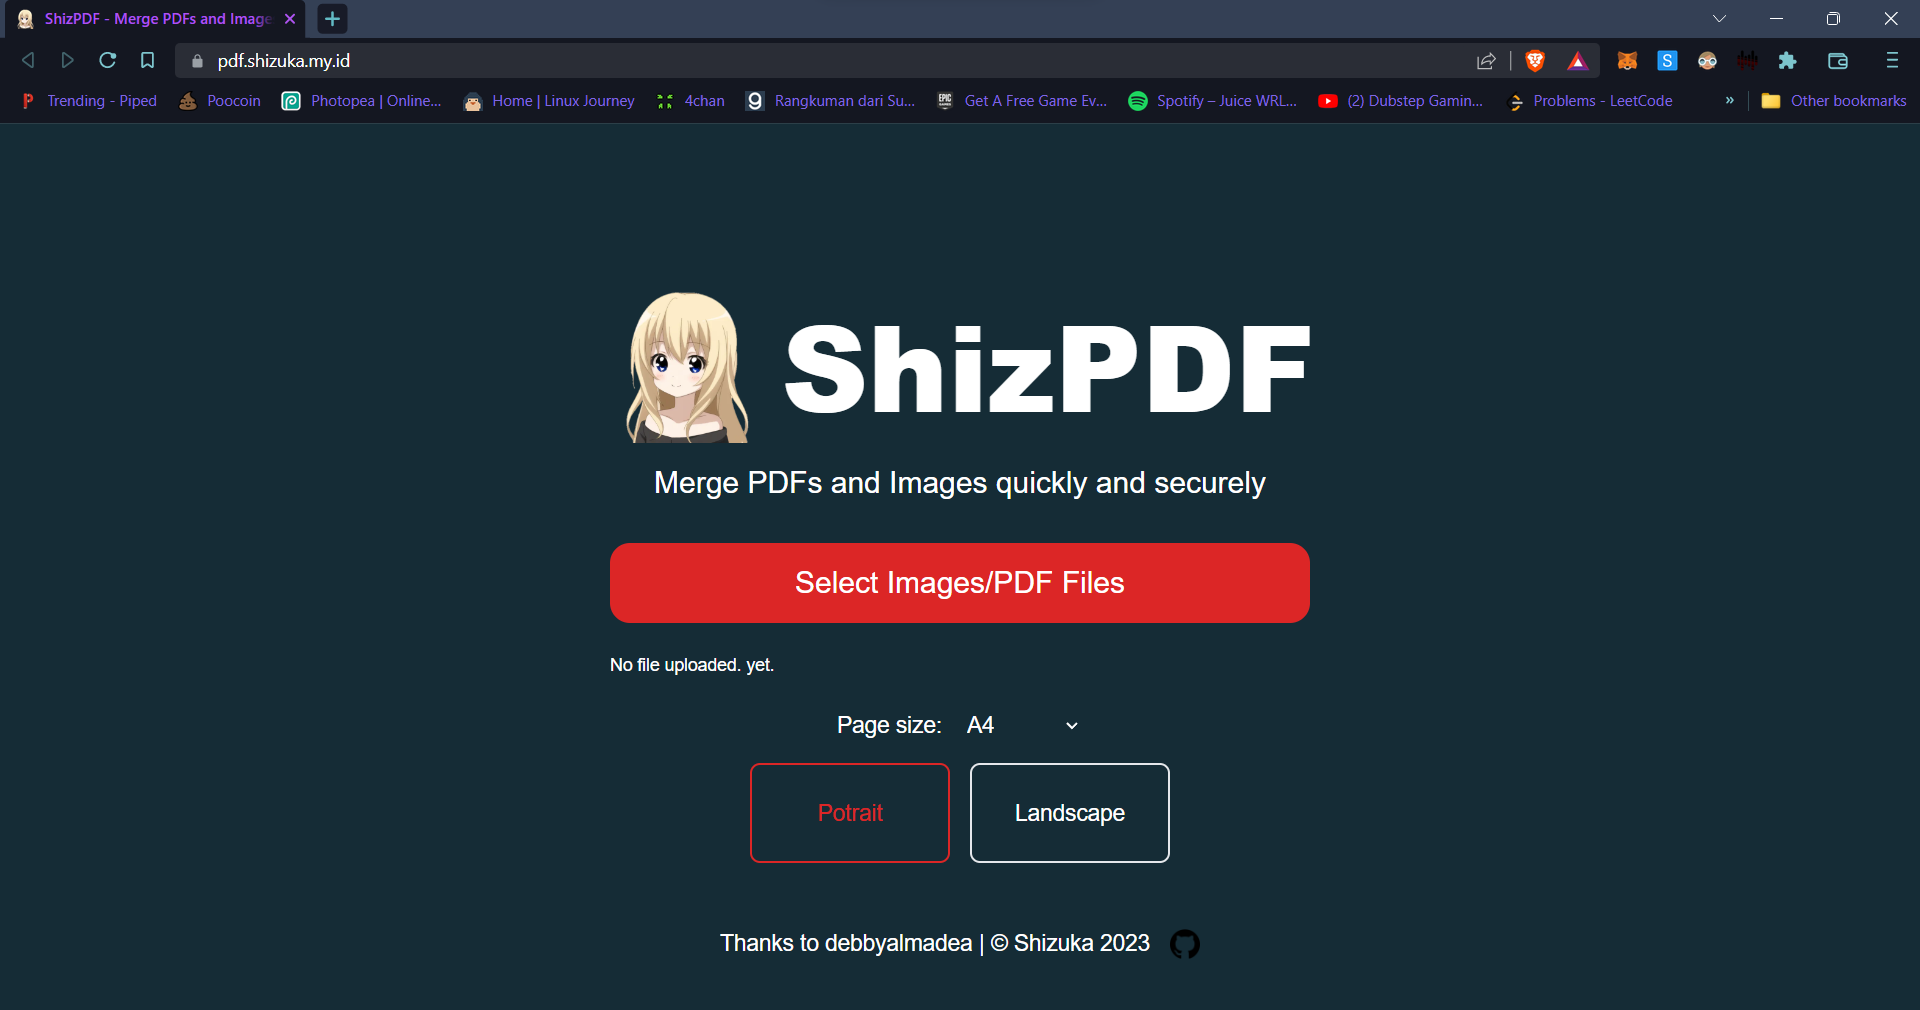 ShizPDF - Merge PDFs and Image
pdf.shizuka.my.id
Trending - Piped
Poocoin
Photopea | Online...
Home | Linux Journey
4chan
Rangkuman dari Su...
Get A Free Game Ev...
Spotify – Juice WRL...
(2) Dubstep Gamin...
Problems - LeetCode
»
Other bookmarks
ShizPDF
Merge PDFs and Images quickly and securely
Select Images/PDF Files
No file uploaded. yet.
Page size: A4
Potrait
Landscape
Thanks to debbyalmadea | © Shizuka 2023